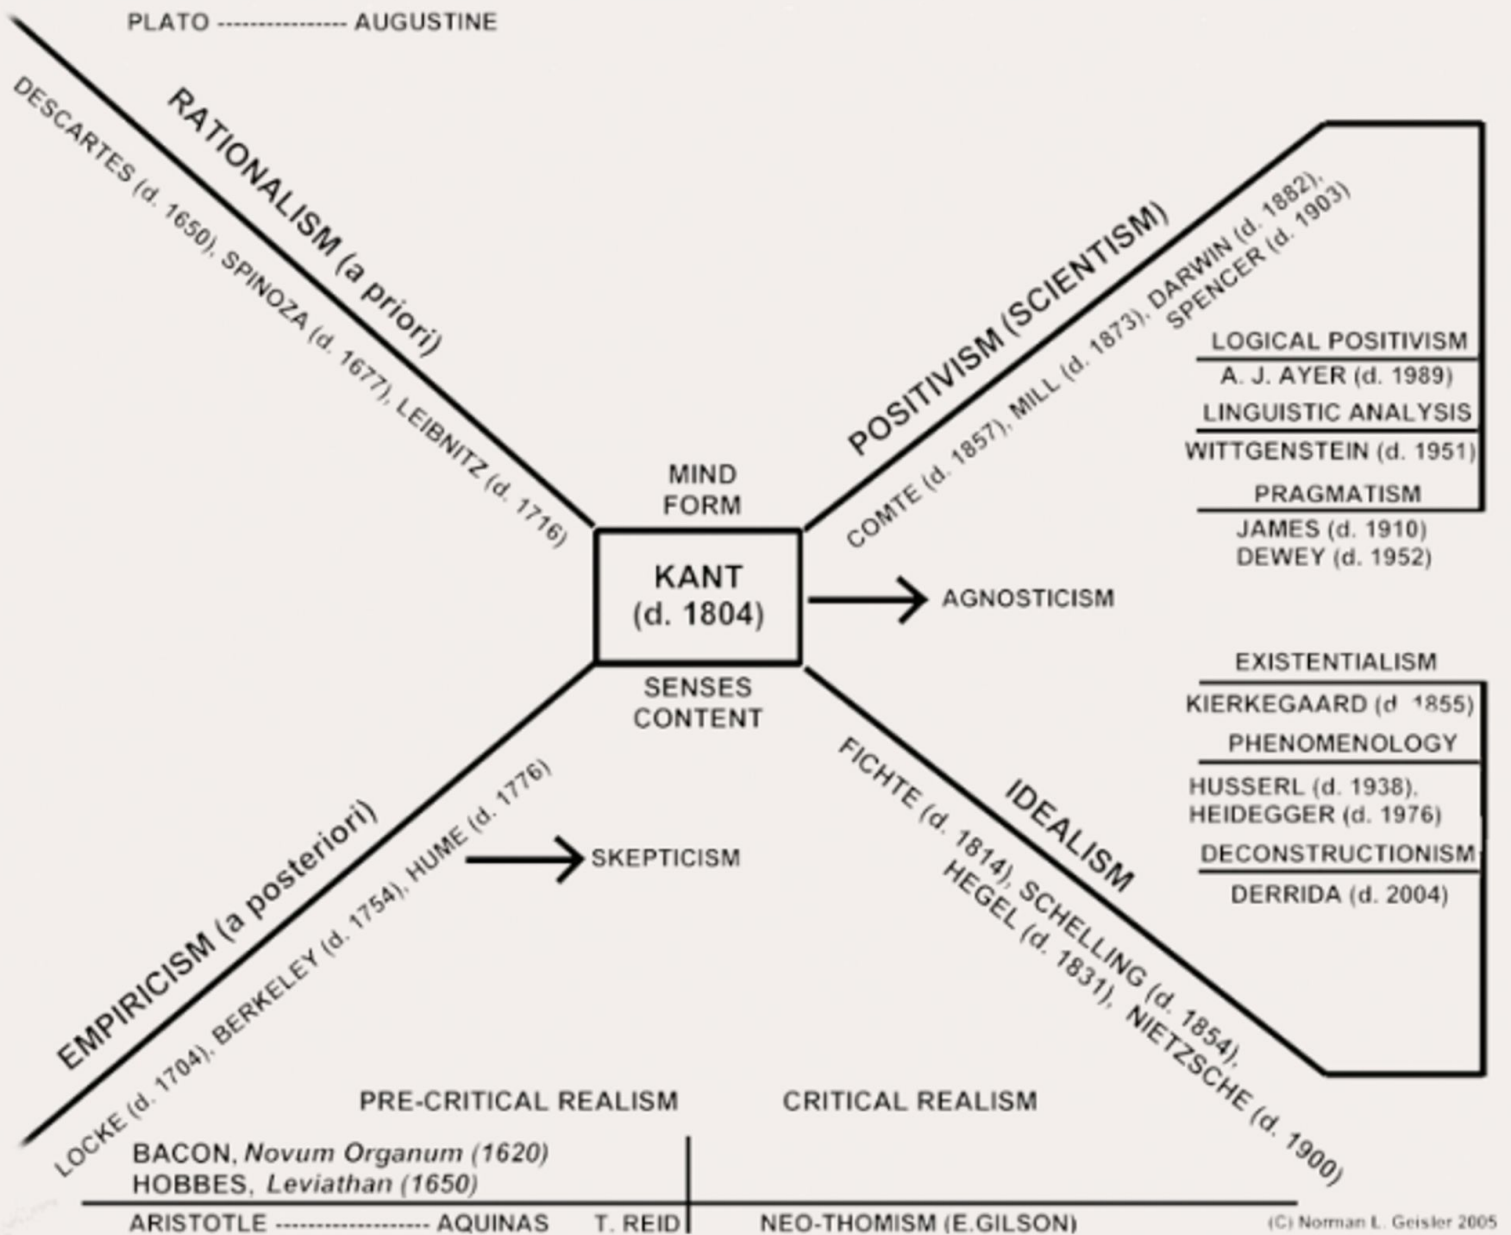 PLATO ---------------- AUGUSTINE
RATIONALISM (a priori)
DESCARTES (d. 1650), SPINOZA (d. 1677), LEIBNITZ (d. 1716)
POSITIVISM (SCIENTISM)
COMTE (d. 1857), MILL (d. 1873), DARWIN (d. 1882),
SPENCER (d. 1903)
LOGICAL POSITIVISM
A. J. AYER (d. 1989)
LINGUISTIC ANALYSIS
WITTGENSTEIN (d. 1951)
PRAGMATISM
JAMES (d. 1910)
DEWEY (d. 1952)
MIND
FORM
KANT
(d. 1804)
AGNOSTICISM
SENSES
CONTENT
EXISTENTIALISM
KIERKEGAARD (d 1855)
PHENOMENOLOGY
HUSSERL (d. 1938),
HEIDEGGER (d. 1976)
DECONSTRUCTIONISM
DERRIDA (d. 2004)
IDEALISM
FICHTE (d. 1814), SCHELLING (d. 1854),
HEGEL (d. 1831), NIETZSCHE (d. 1900)
EMPIRICISM (a posteriori)
LOCKE (d. 1704), BERKELEY (d. 1754), HUME (d. 1776)
SKEPTICISM
PRE-CRITICAL REALISM
CRITICAL REALISM
BACON, Novum Organum (1620)
HOBBES, Leviathan (1650)
ARISTOTLE ------------------- AQUINAS T. REID
NEO-THOMISM (E.GILSON)
(C) Norman L. Geisler 2005